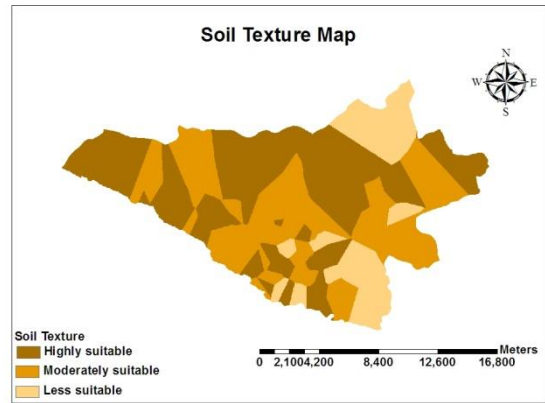 Soil Texture Map
N
W E
S
Soil Texture
Highly suitable
Moderately suitable
Less suitable
Meters
0 2,1004,200 8,400 12,600 16,800